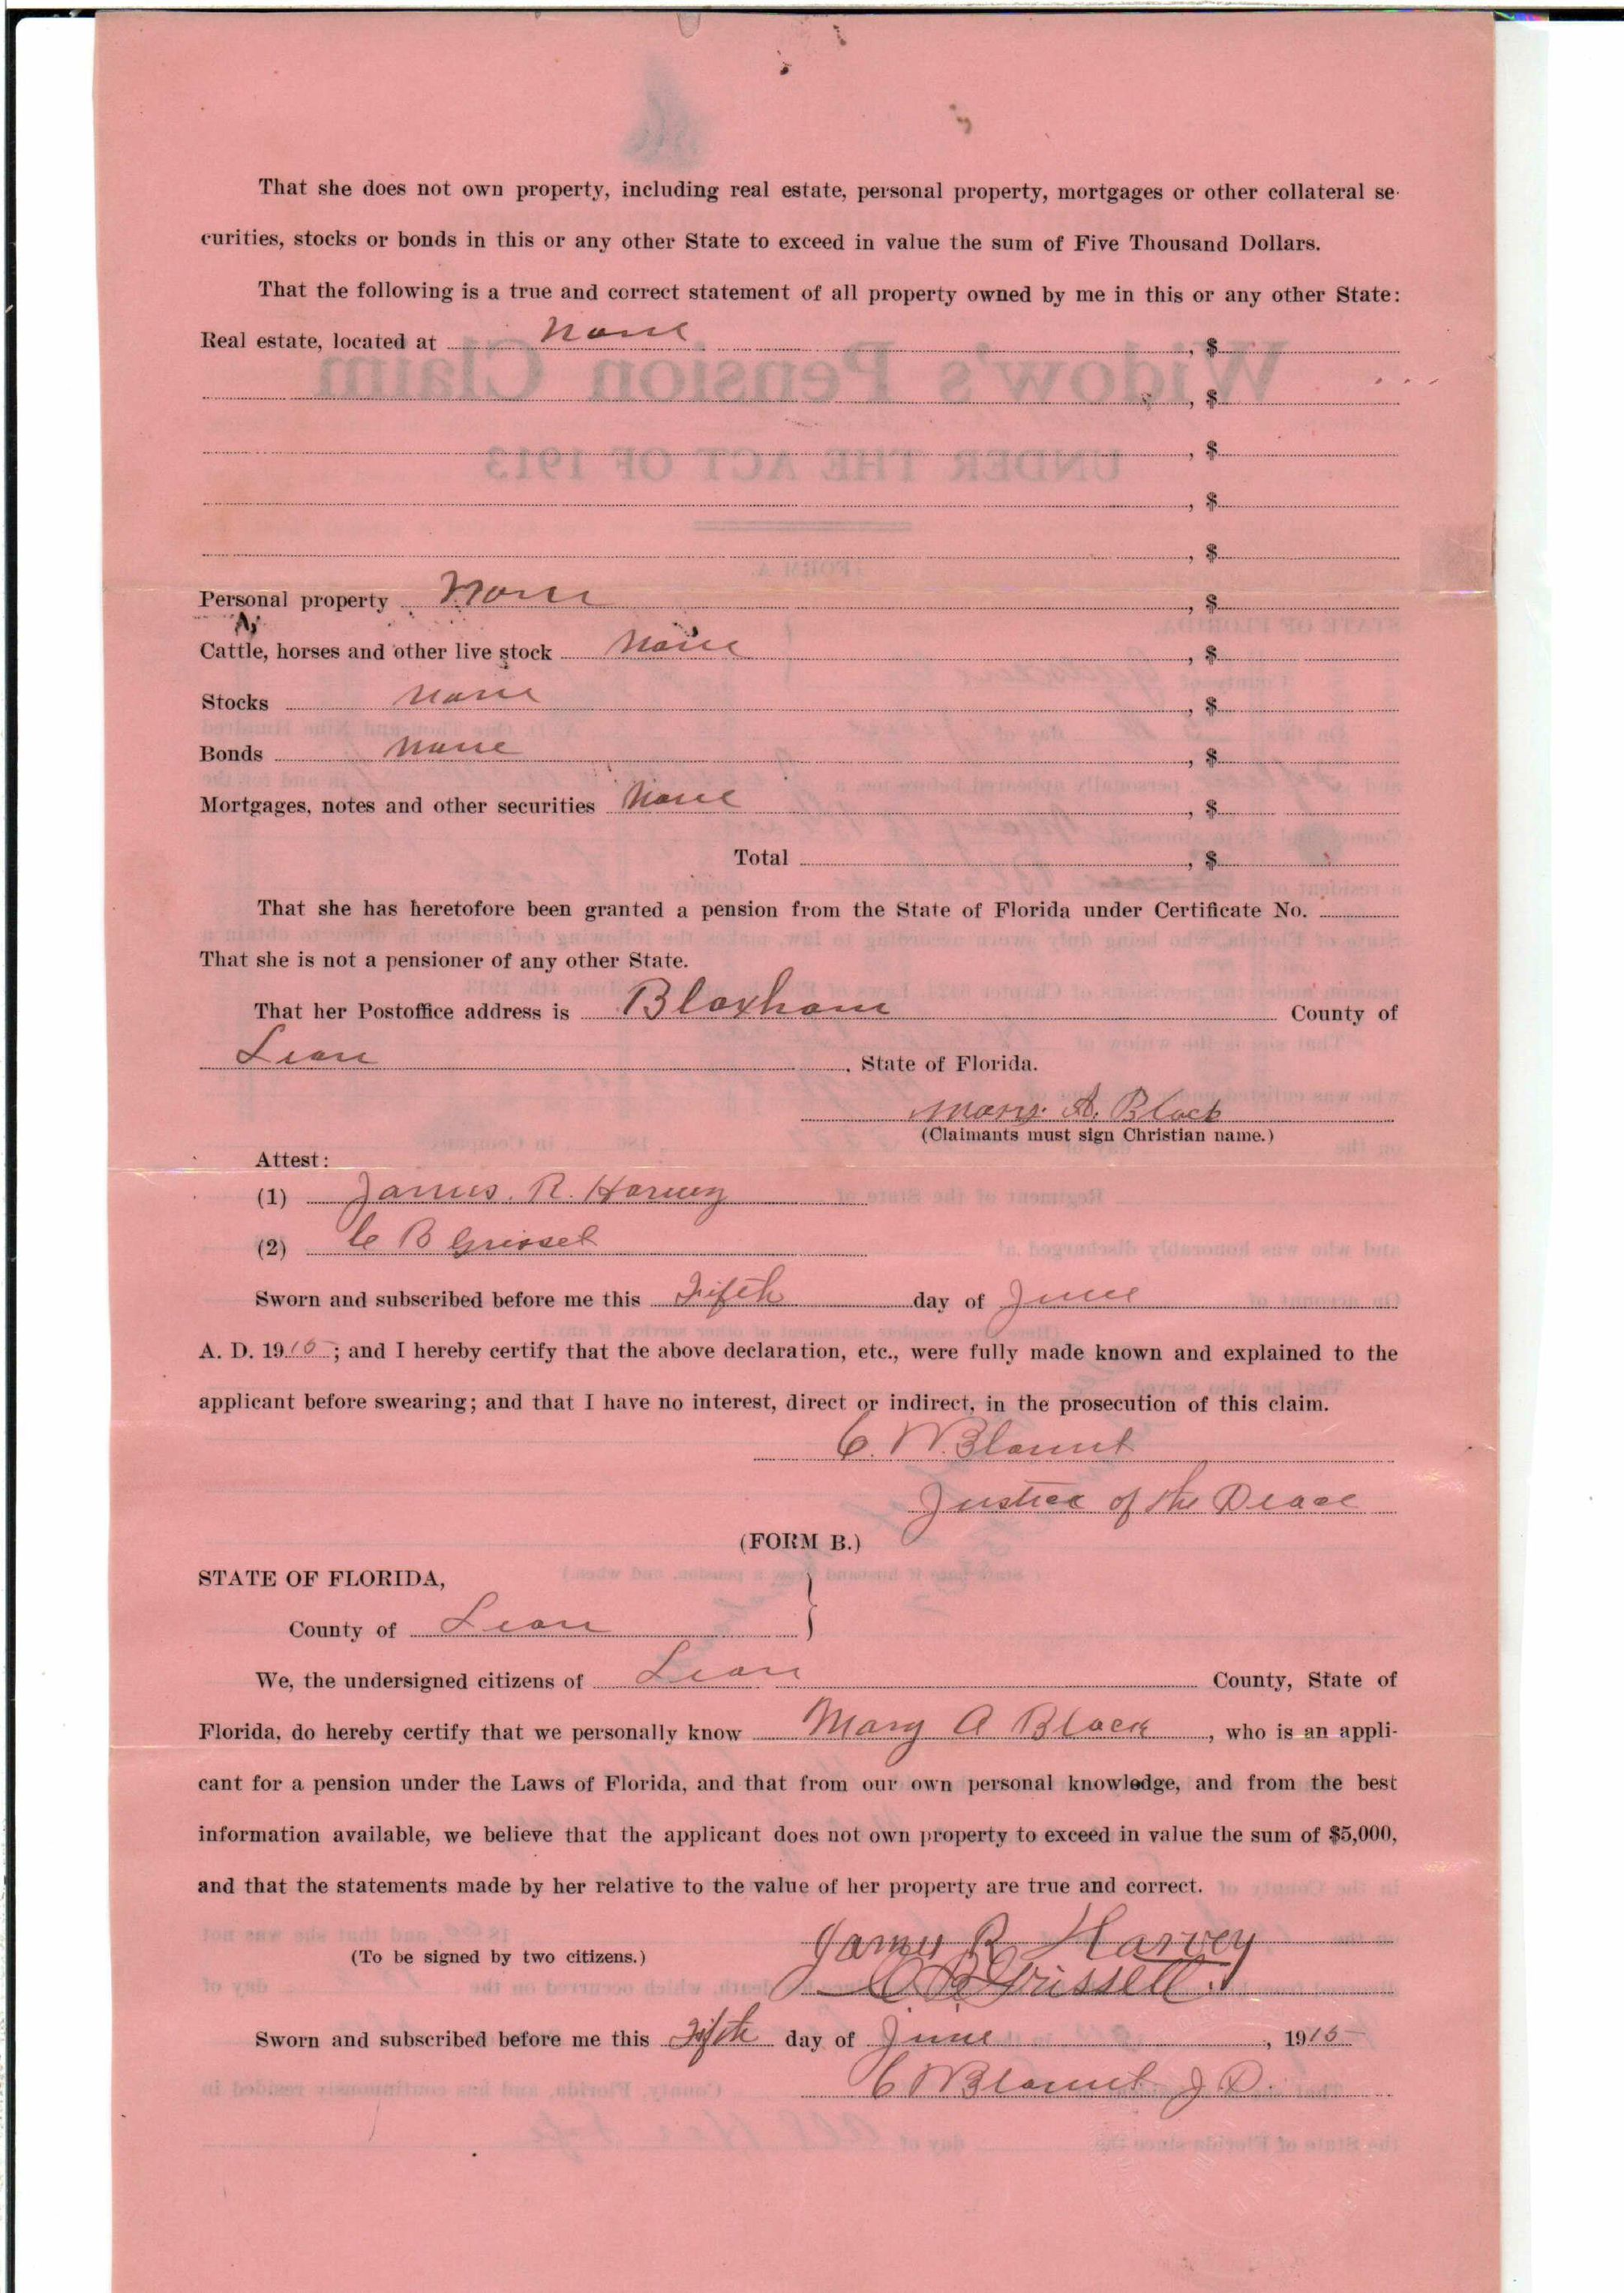 That she does not own property, including real estate, personal property, mortgages or other collateral se-
curities, stocks or bonds in this or any other State to exceed in value the sum of Five Thousand Dollars.
That the following is a true and correct statement of all property owned by me in this or any other State:
Real estate, located at None , $
, $
, $
, $
, $
Personal property None , $
Cattle, horses and other live stock None , $
Stocks None , $
Bonds None , $
Mortgages, notes and other securities None , $
Total , $
That she has heretofore been granted a pension from the State of Florida under Certificate No.
That she is not a pensioner of any other State.
That her Postoffice address is Bloxham County of
Leon , State of Florida.
Mary A. Black
(Claimants must sign Christian name.)
Attest:
(1) James. R. Harvey
(2) C B Grissel
Sworn and subscribed before me this Fifth day of June
A. D. 1915; and I hereby certify that the above declaration, etc., were fully made known and explained to the
applicant before swearing; and that I have no interest, direct or indirect, in the prosecution of this claim.
C. W. Blount
Justice of the Peace
(FORM B.)
STATE OF FLORIDA,
County of Leon
We, the undersigned citizens of Leon County, State of
Florida, do hereby certify that we personally know Mary A Black, who is an appli-
cant for a pension under the Laws of Florida, and that from our own personal knowledge, and from the best
information available, we believe that the applicant does not own property to exceed in value the sum of $5,000,
and that the statements made by her relative to the value of her property are true and correct.
James R Harvey
(To be signed by two citizens.)
C B Grissell.
Sworn and subscribed before me this Fifth day of June, 1915
C W Blount J P.